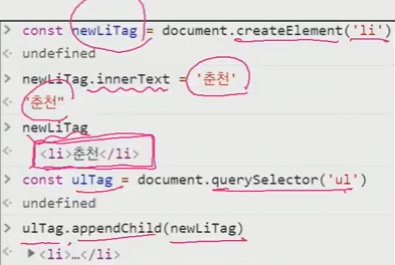 > const newLiTag = document.createElement('li')
<· undefined
> newLiTag.innerText = '춘천'
<· "춘천"
> newLiTag
<· <li>춘천</li>
> const ulTag = document.querySelector('ul')
<· undefined
> ulTag.appendChild(newLiTag)
<· ▶<li>…</li>